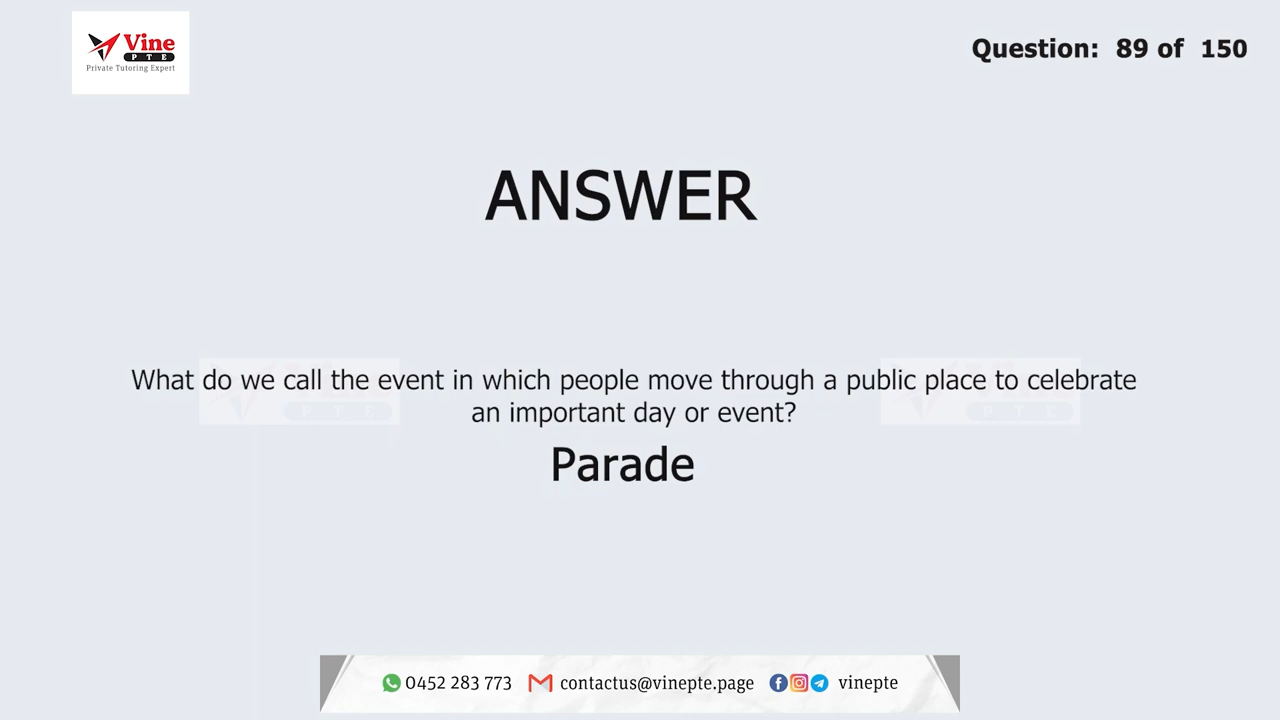 Vine
PTE
Private Tutoring Expert
Question: 89 of 150
ANSWER
What do we call the event in which people move through a public place to celebrate
an important day or event?
Parade
0452 283 773 contactus@vinepte.page vinepte